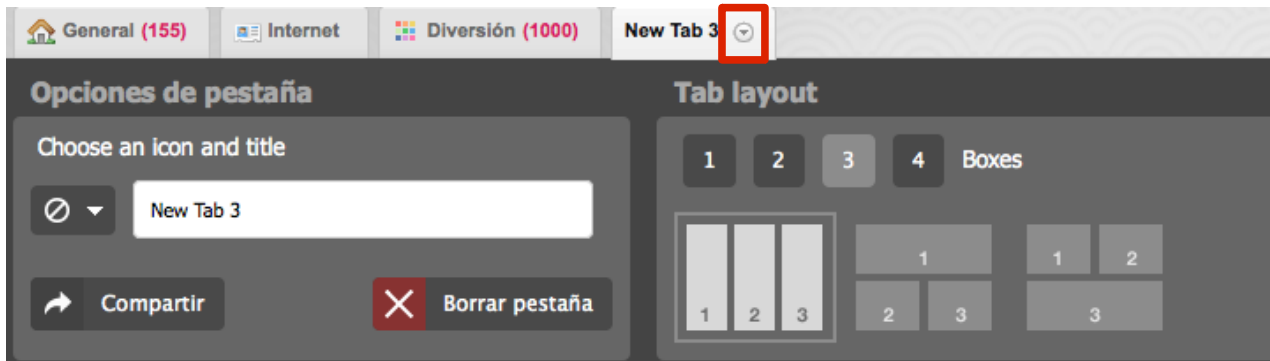 General (155) Internet Diversión (1000) New Tab 3
Opciones de pestaña
Choose an icon and title
New Tab 3
Compartir Borrar pestaña
Tab layout
1 2 3 4 Boxes
1 2 3
1
2 3
1 2
3